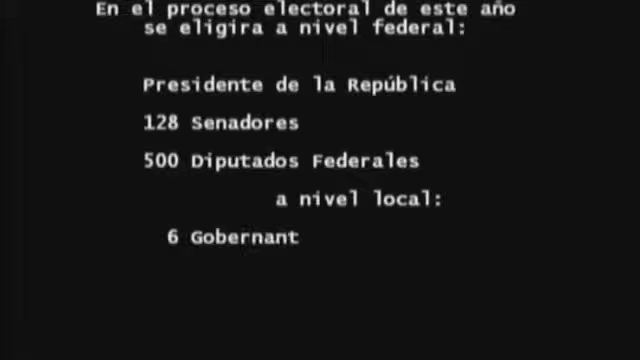 En el proceso electoral de este año
se eligira a nivel federal:
Presidente de la República
128 Senadores
500 Diputados Federales
a nivel local:
6 Gobernant